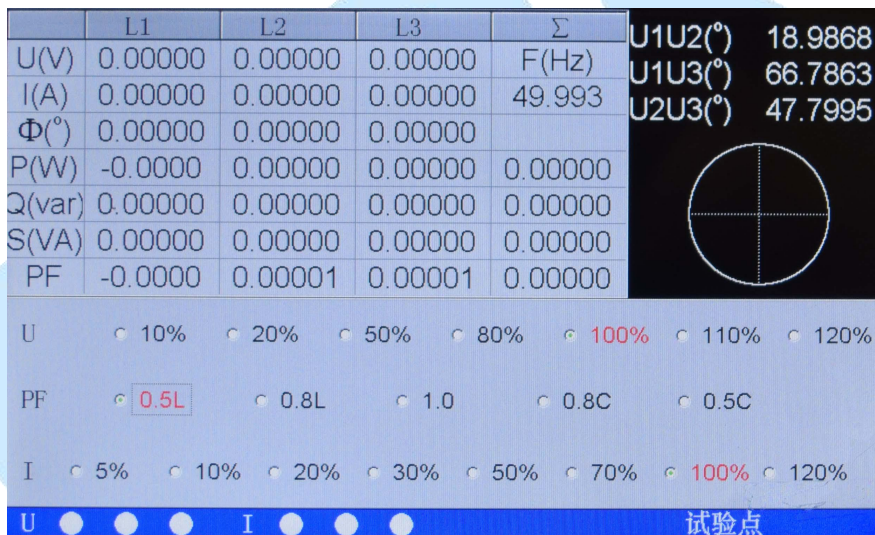 L1 L2 L3 Σ
U(V) 0.00000 0.00000 0.00000 F(Hz)
I(A) 0.00000 0.00000 0.00000 49.993
Φ(°) 0.00000 0.00000 0.00000
P(W) -0.0000 0.00000 0.00000 0.00000
Q(var) 0.00000 0.00000 0.00000 0.00000
S(VA) 0.00000 0.00000 0.00000 0.00000
PF -0.0000 0.00001 0.00001 0.00000
U1U2(°) 18.9868
U1U3(°) 66.7863
U2U3(°) 47.7995
U 10% 20% 50% 80% 100% 110% 120%
PF 0.5L 0.8L 1.0 0.8C 0.5C
I 5% 10% 20% 30% 50% 70% 100% 120%
U I 试验点